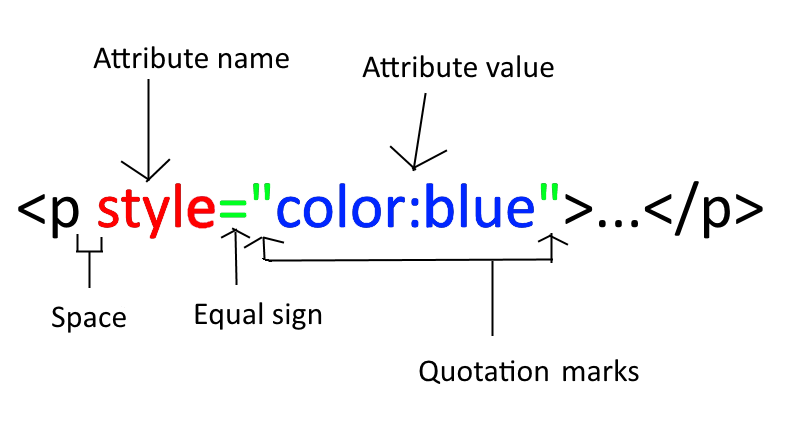 Attribute name
Attribute value
<p style="color:blue">...</p>
Space
Equal sign
Quotation marks